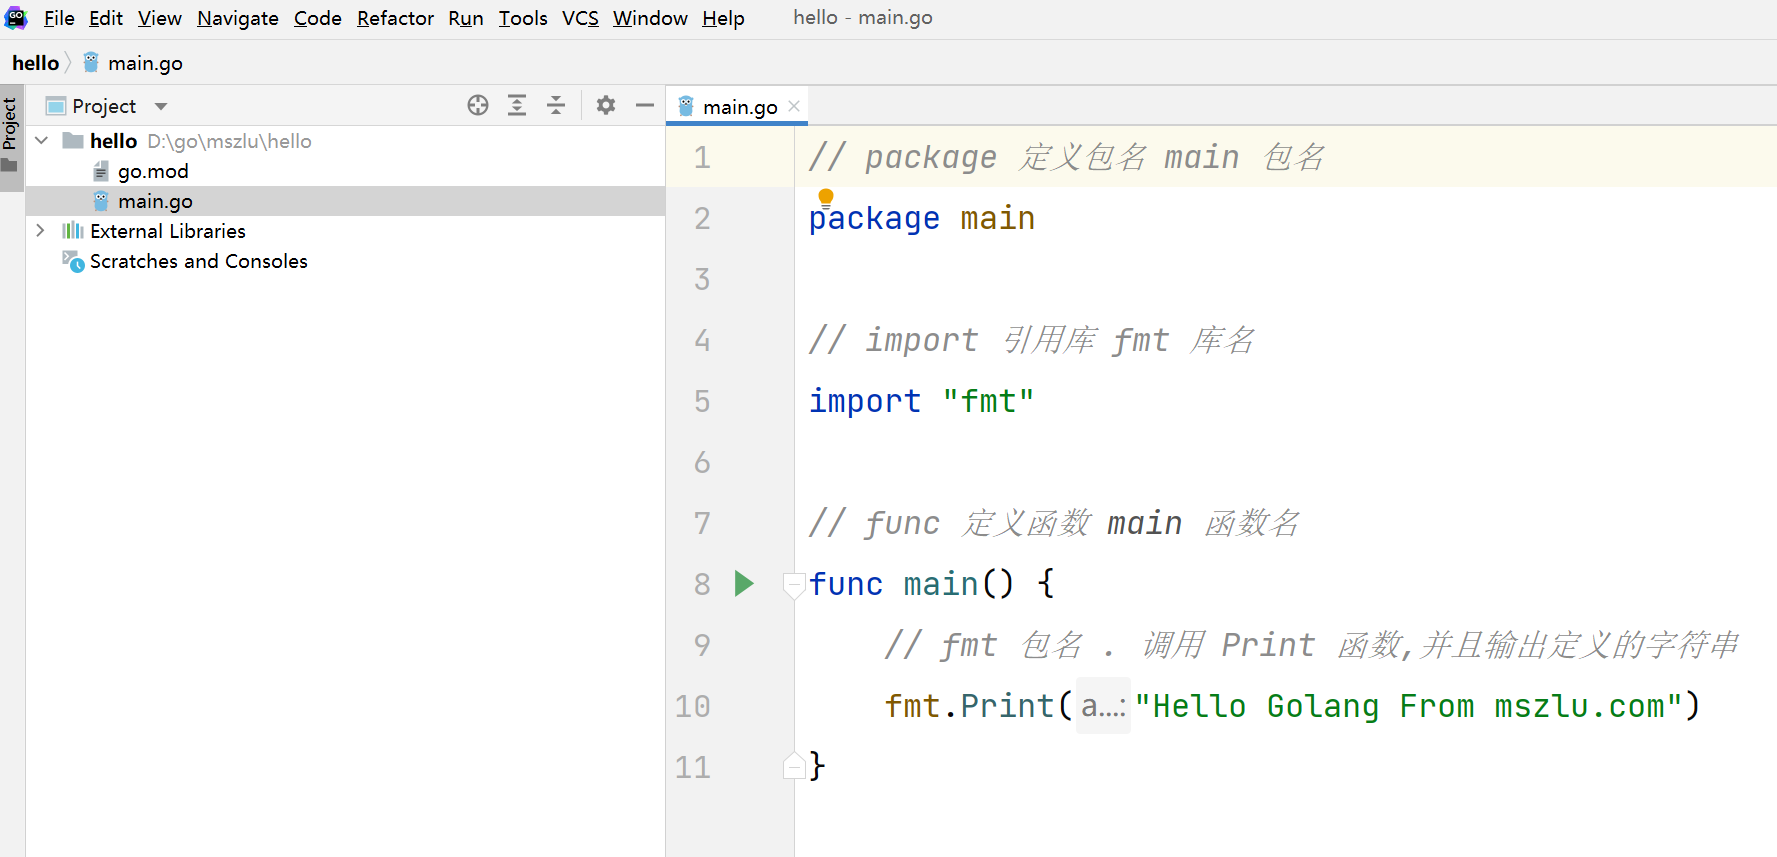 File Edit View Navigate Code Refactor Run Tools VCS Window Help hello - main.go
hello main.go
Project
Project
hello D:\go\mszlu\hello
go.mod
main.go
External Libraries
Scratches and Consoles
main.go
1 // package 定义包名 main 包名
2 package main
3
4 // import 引用库 fmt 库名
5 import "fmt"
6
7 // func 定义函数 main 函数名
8 func main() {
9 // fmt 包名 . 调用 Print 函数,并且输出定义的字符串
10 fmt.Print(a...:"Hello Golang From mszlu.com")
11 }